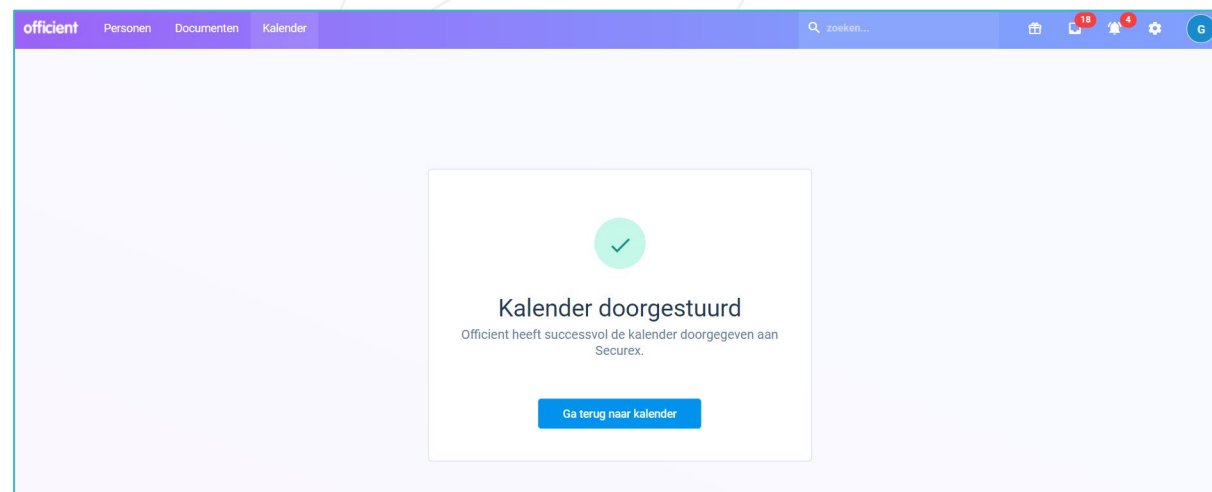 officient Personen Documenten Kalender zoeken... 18 4 G
Kalender doorgestuurd
Officient heeft successvol de kalender doorgegeven aan
Securex.
Ga terug naar kalender